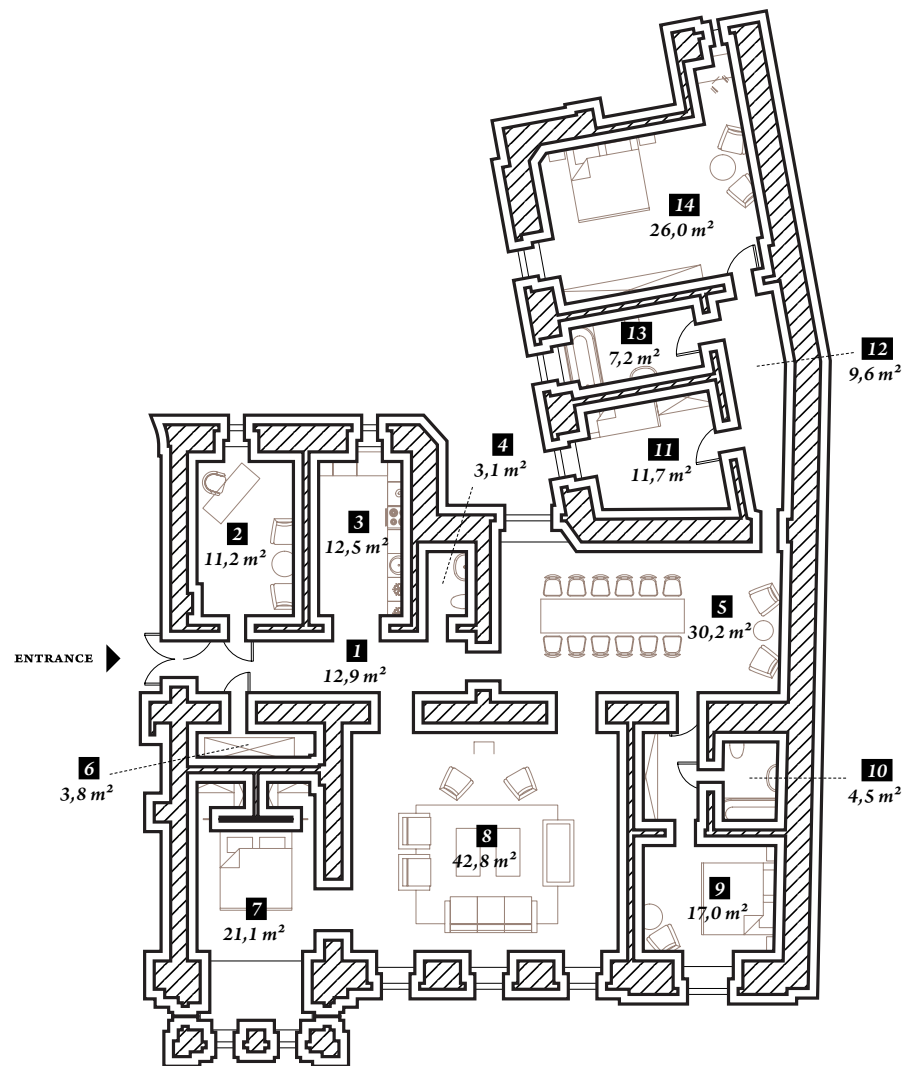 14
26,0 m²
13
7,2 m²
12
9,6 m²
11
11,7 m²
4
3,1 m²
2
11,2 m²
3
12,5 m²
5
30,2 m²
ENTRANCE
1
12,9 m²
6
3,8 m²
10
4,5 m²
8
42,8 m²
9
17,0 m²
7
21,1 m²